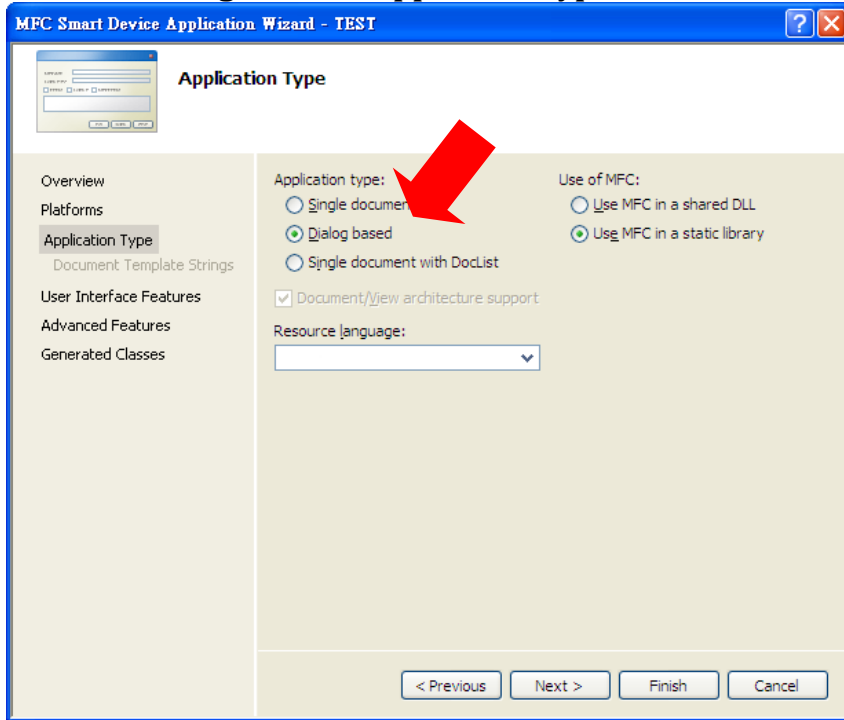 MFC Smart Device Application Wizard - TEST
Application Type
Overview
Platforms
Application Type
Document Template Strings
User Interface Features
Advanced Features
Generated Classes
Application type:
Single documen
Dialog based
Single document with DocList
Document/View architecture support
Resource language:
Use of MFC:
Use MFC in a shared DLL
Use MFC in a static library
< Previous
Next >
Finish
Cancel